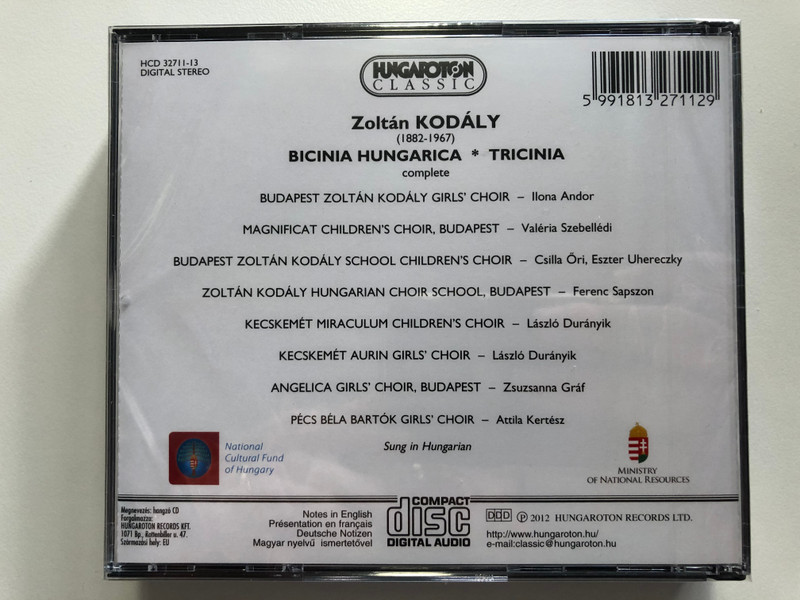 HCD 32711-13
DIGITAL STEREO
HUNGAROTON
CLASSIC
5 991813 271129
Zoltán KODÁLY
(1882-1967)
BICINIA HUNGARICA * TRICINIA
complete
BUDAPEST ZOLTÁN KODÁLY GIRLS' CHOIR – Ilona Andor
MAGNIFICAT CHILDREN'S CHOIR, BUDAPEST – Valéria Szebellédi
BUDAPEST ZOLTÁN KODÁLY SCHOOL CHILDREN'S CHOIR – Csilla Őri, Eszter Uhereczky
ZOLTÁN KODÁLY HUNGARIAN CHOIR SCHOOL, BUDAPEST – Ferenc Sapszon
KECSKEMÉT MIRACULUM CHILDREN'S CHOIR – László Durányik
KECSKEMÉT AURIN GIRLS' CHOIR – László Durányik
ANGELICA GIRLS' CHOIR, BUDAPEST – Zsuzsanna Gráf
PÉCS BÉLA BARTÓK GIRLS' CHOIR – Attila Kertész
Sung in Hungarian
National
Cultural Fund
of Hungary
MINISTRY
OF NATIONAL RESOURCES
Megnevezés: hangzó CD
Forgalmazza:
HUNGAROTON RECORDS KFT.
1071 Bp., Rottenbiller u. 47.
Származási hely: EU
Notes in English
Présentation en français
Deutsche Notizen
Magyar nyelvű ismertetővel
COMPACT
disc
DIGITAL AUDIO
DDD ℗ 2012 HUNGAROTON RECORDS LTD.
http://www.hungaroton.hu/
e-mail:classic@hungaroton.hu